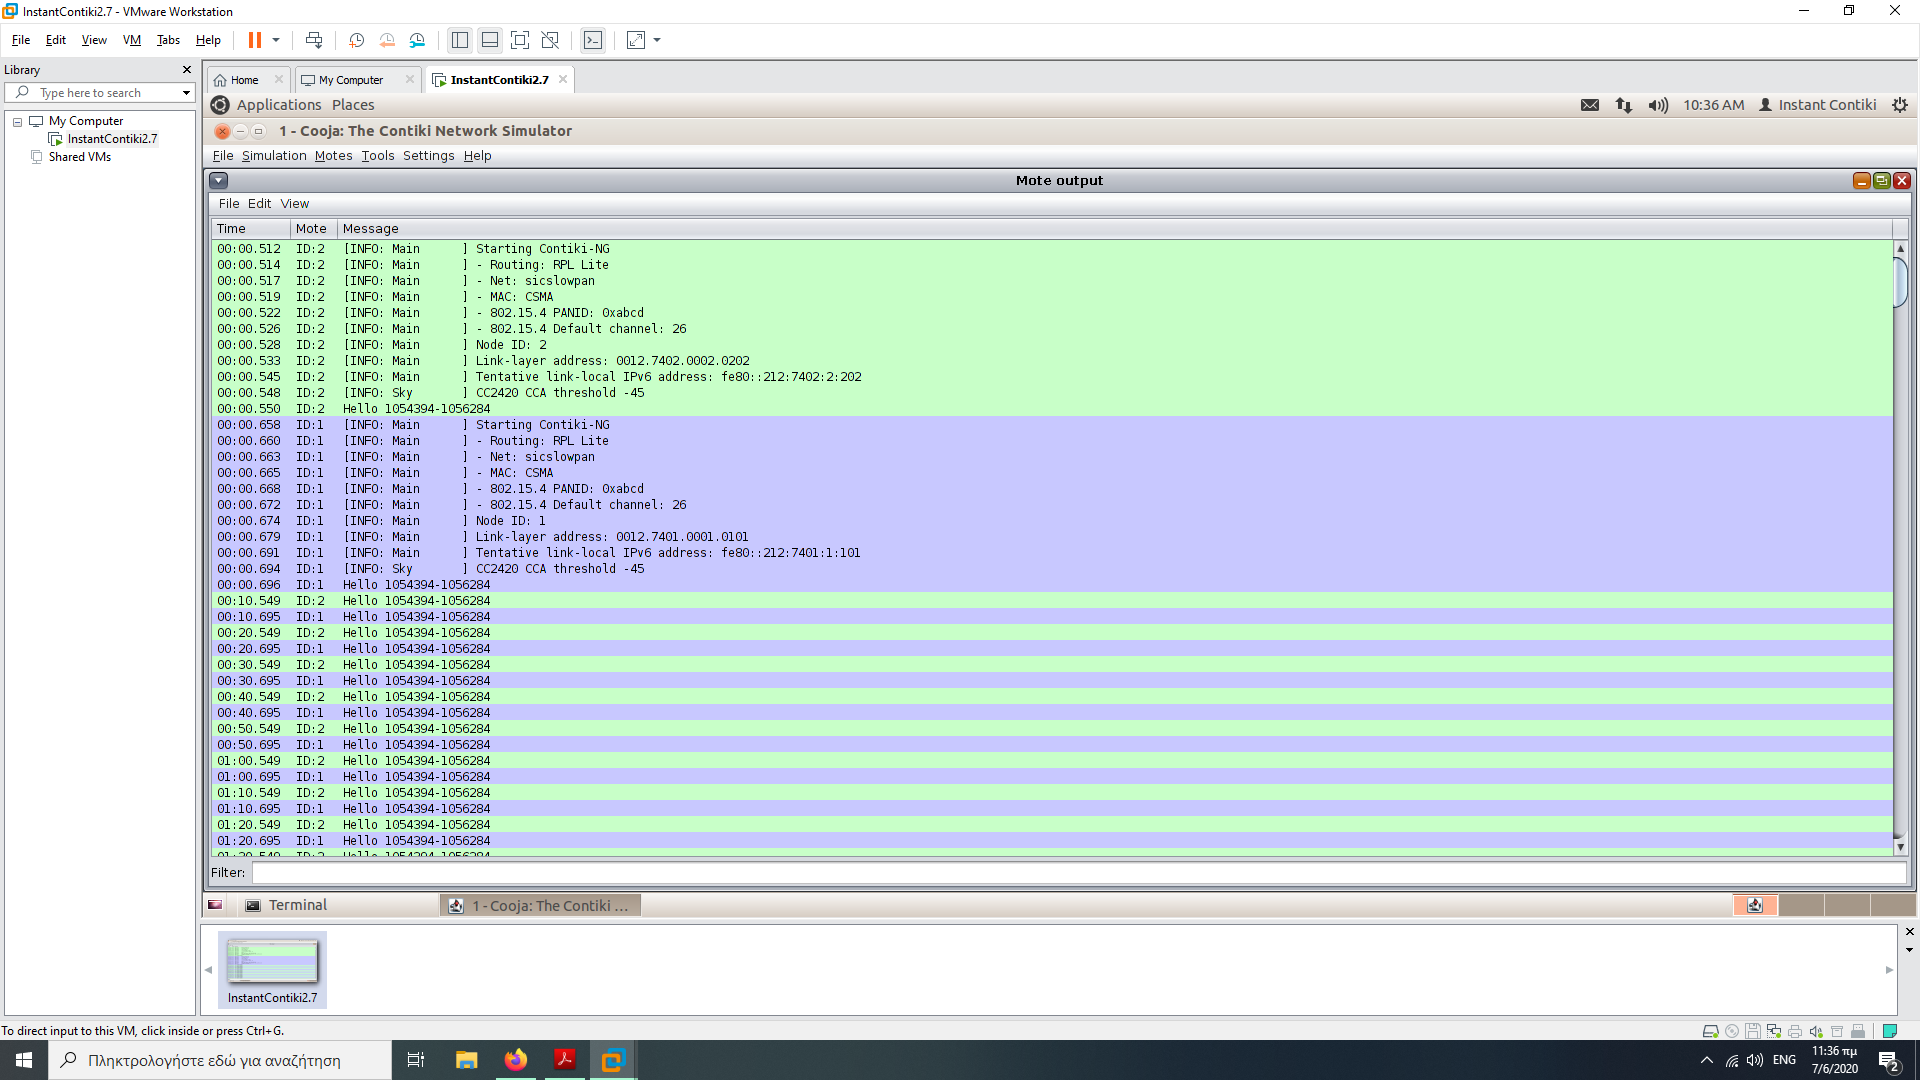 InstantContiki2.7 - VMware Workstation
File Edit View VM Tabs Help
Library
Type here to search
My Computer
InstantContiki2.7
Shared VMs
Home My Computer InstantContiki2.7
Applications Places 10:36 AM Instant Contiki
1 - Cooja: The Contiki Network Simulator
File Simulation Motes Tools Settings Help
Mote output
File Edit View
Time Mote Message
00:00.512 ID:2 [INFO: Main ] Starting Contiki-NG
00:00.514 ID:2 [INFO: Main ] - Routing: RPL Lite
00:00.517 ID:2 [INFO: Main ] - Net: sicslowpan
00:00.519 ID:2 [INFO: Main ] - MAC: CSMA
00:00.522 ID:2 [INFO: Main ] - 802.15.4 PANID: 0xabcd
00:00.526 ID:2 [INFO: Main ] - 802.15.4 Default channel: 26
00:00.528 ID:2 [INFO: Main ] Node ID: 2
00:00.533 ID:2 [INFO: Main ] Link-layer address: 0012.7402.0002.0202
00:00.545 ID:2 [INFO: Main ] Tentative link-local IPv6 address: fe80::212:7402:2:202
00:00.548 ID:2 [INFO: Sky ] CC2420 CCA threshold -45
00:00.550 ID:2 Hello 1054394-1056284
00:00.658 ID:1 [INFO: Main ] Starting Contiki-NG
00:00.660 ID:1 [INFO: Main ] - Routing: RPL Lite
00:00.663 ID:1 [INFO: Main ] - Net: sicslowpan
00:00.665 ID:1 [INFO: Main ] - MAC: CSMA
00:00.668 ID:1 [INFO: Main ] - 802.15.4 PANID: 0xabcd
00:00.672 ID:1 [INFO: Main ] - 802.15.4 Default channel: 26
00:00.674 ID:1 [INFO: Main ] Node ID: 1
00:00.679 ID:1 [INFO: Main ] Link-layer address: 0012.7401.0001.0101
00:00.691 ID:1 [INFO: Main ] Tentative link-local IPv6 address: fe80::212:7401:1:101
00:00.694 ID:1 [INFO: Sky ] CC2420 CCA threshold -45
00:00.696 ID:1 Hello 1054394-1056284
00:10.549 ID:2 Hello 1054394-1056284
00:10.695 ID:1 Hello 1054394-1056284
00:20.549 ID:2 Hello 1054394-1056284
00:20.695 ID:1 Hello 1054394-1056284
00:30.549 ID:2 Hello 1054394-1056284
00:30.695 ID:1 Hello 1054394-1056284
00:40.549 ID:2 Hello 1054394-1056284
00:40.695 ID:1 Hello 1054394-1056284
00:50.549 ID:2 Hello 1054394-1056284
00:50.695 ID:1 Hello 1054394-1056284
01:00.549 ID:2 Hello 1054394-1056284
01:00.695 ID:1 Hello 1054394-1056284
01:10.549 ID:2 Hello 1054394-1056284
01:10.695 ID:1 Hello 1054394-1056284
01:20.549 ID:2 Hello 1054394-1056284
01:20.695 ID:1 Hello 1054394-1056284
Filter:
Terminal 1 - Cooja: The Contiki ...
InstantContiki2.7
To direct input to this VM, click inside or press Ctrl+G.
Πληκτρολογήστε εδώ για αναζήτηση
ENG
11:36 πμ
7/6/2020
2